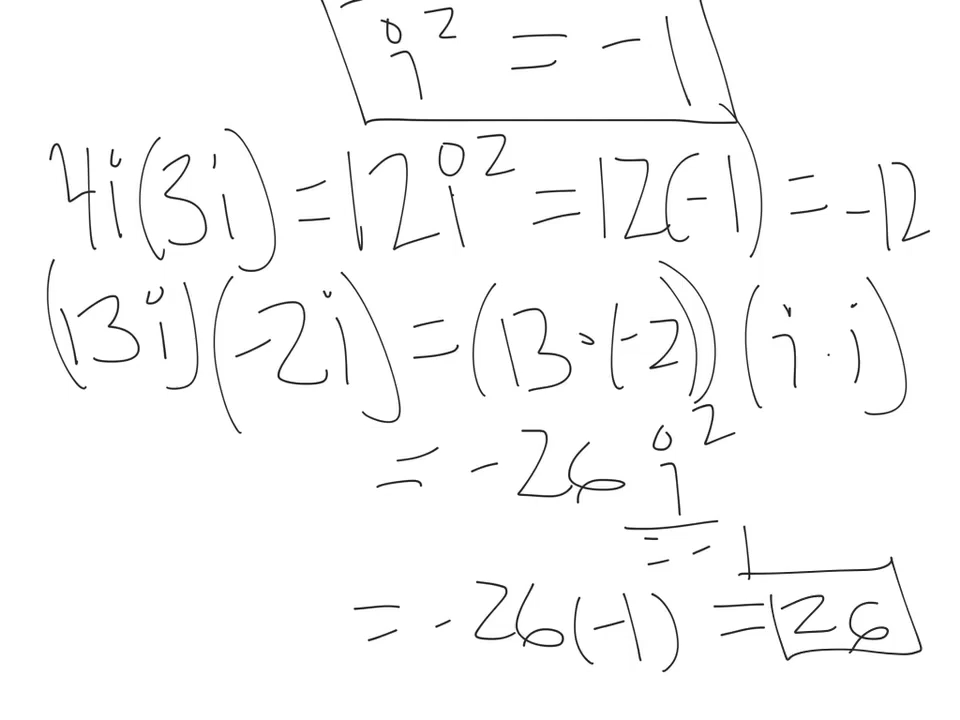 i² = -1
4i(3i) = 12i² = 12(-1) = -12
(13i)(-2i) = (13·(-2))(i·i)
= -26i²
= -1
= -26(-1) = 26